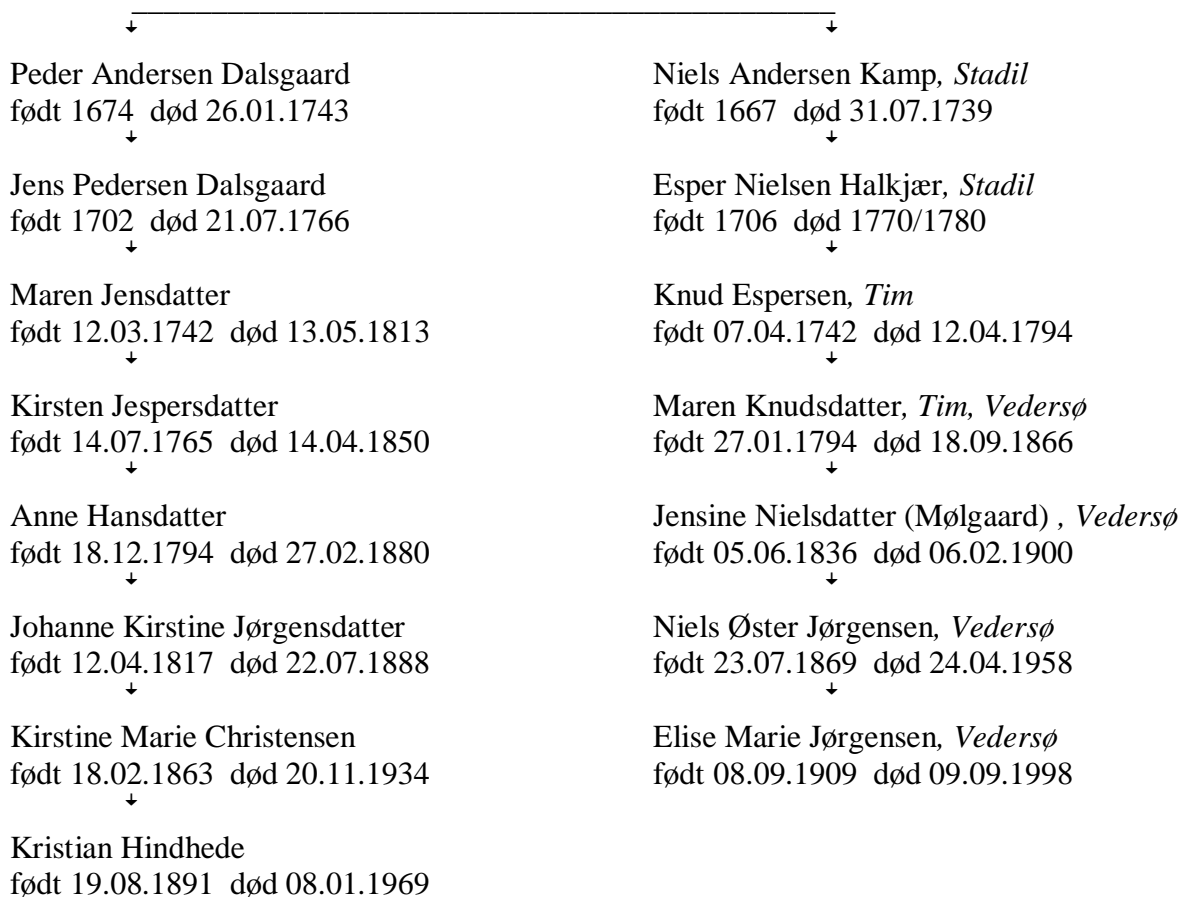 Peder Andersen Dalsgaard
født 1674 død 26.01.1743
Jens Pedersen Dalsgaard
født 1702 død 21.07.1766
Maren Jensdatter
født 12.03.1742 død 13.05.1813
Kirsten Jespersdatter
født 14.07.1765 død 14.04.1850
Anne Hansdatter
født 18.12.1794 død 27.02.1880
Johanne Kirstine Jørgensdatter
født 12.04.1817 død 22.07.1888
Kirstine Marie Christensen
født 18.02.1863 død 20.11.1934
Kristian Hindhede
født 19.08.1891 død 08.01.1969
Niels Andersen Kamp, Stadil
født 1667 død 31.07.1739
Esper Nielsen Halkjær, Stadil
født 1706 død 1770/1780
Knud Espersen, Tim
født 07.04.1742 død 12.04.1794
Maren Knudsdatter, Tim, Vedersø
født 27.01.1794 død 18.09.1866
Jensine Nielsdatter (Mølgaard) , Vedersø
født 05.06.1836 død 06.02.1900
Niels Øster Jørgensen, Vedersø
født 23.07.1869 død 24.04.1958
Elise Marie Jørgensen, Vedersø
født 08.09.1909 død 09.09.1998